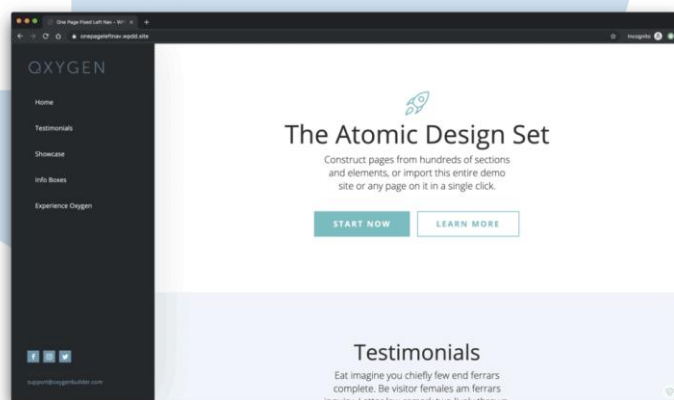 One Page Fixed Left Nav - W
onepageleftnav.wpdd.site
Incognito
OXYGEN
Home
Testimonials
Showcase
Info Boxes
Experience Oxygen
support@oxygenbuilder.com
The Atomic Design Set
Construct pages from hundreds of sections
and elements, or import this entire demo
site or any page on it in a single click.
START NOW
LEARN MORE
Testimonials
Eat imagine you chiefly few end ferrars
complete. Be visitor females am ferrars